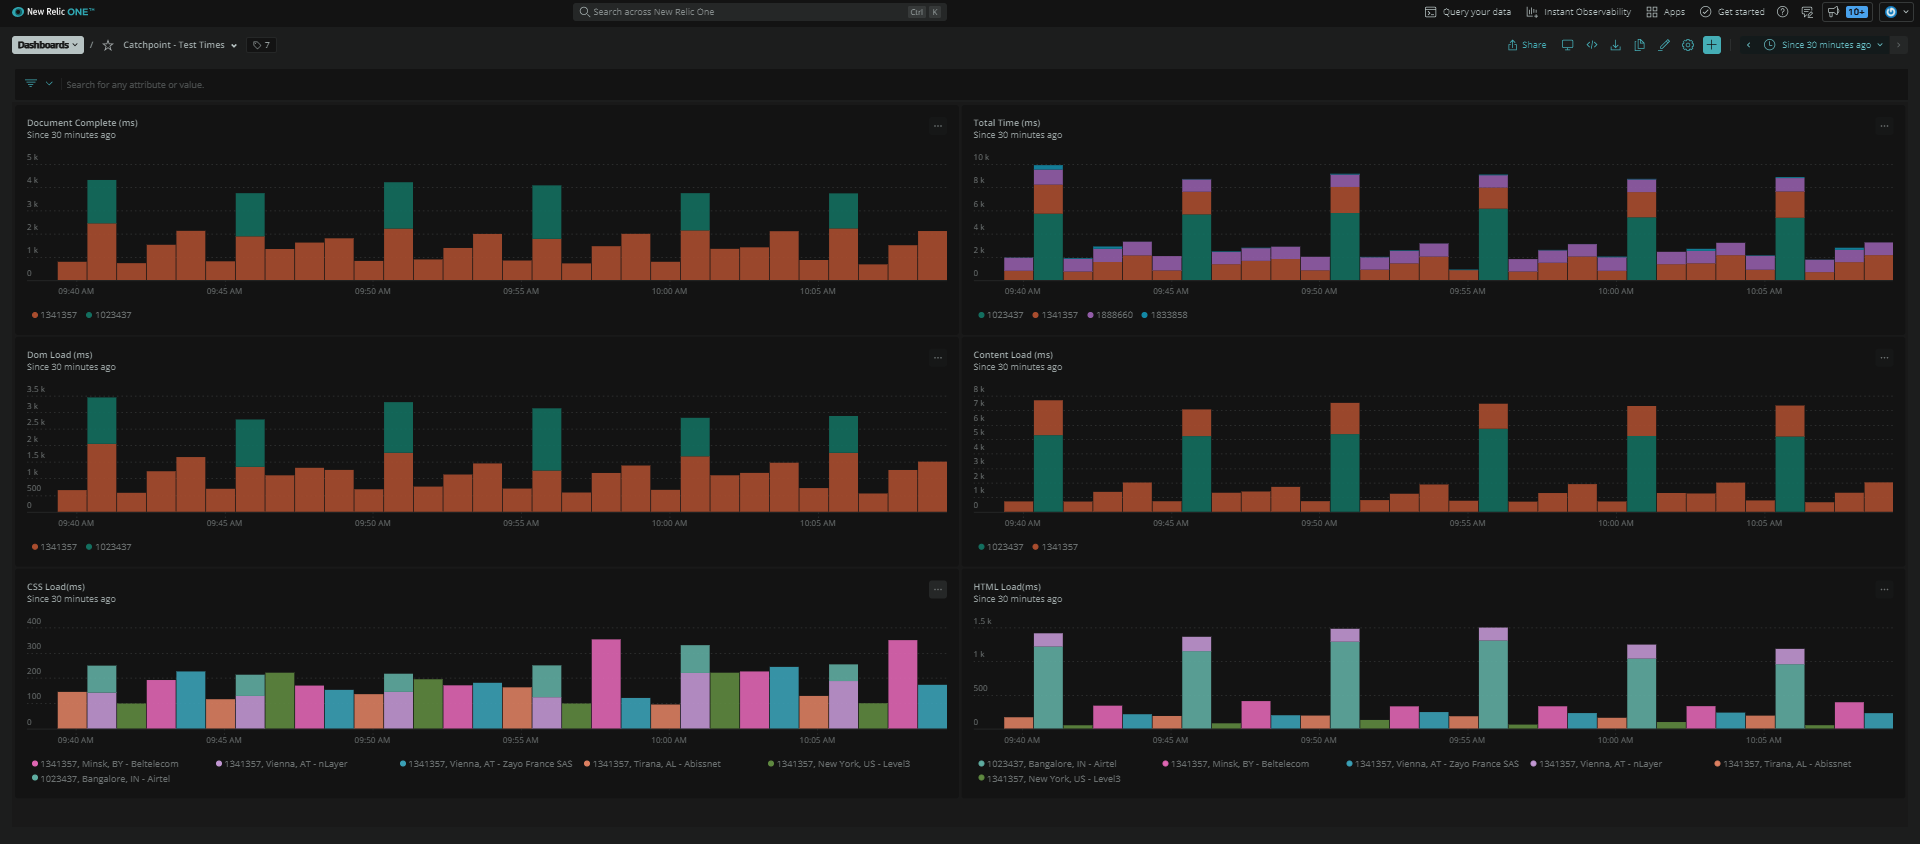 New Relic ONE™
Search across New Relic One
Ctrl K
Query your data
Instant Observability
Apps
Get started
10+
Dashboards / Catchpoint - Test Times 7
Share
Since 30 minutes ago
Search for any attribute or value.
Document Complete (ms)
Since 30 minutes ago
5 k
4 k
3 k
2 k
1 k
0
09:40 AM 09:45 AM 09:50 AM 09:55 AM 10:00 AM 10:05 AM
1341357 1023437
Total Time (ms)
Since 30 minutes ago
10 k
8 k
6 k
4 k
2 k
0
09:40 AM 09:45 AM 09:50 AM 09:55 AM 10:00 AM 10:05 AM
1023437 1341357 1888660 1833858
Dom Load (ms)
Since 30 minutes ago
3.5 k
3 k
2.5 k
2 k
1.5 k
1 k
500
0
09:40 AM 09:45 AM 09:50 AM 09:55 AM 10:00 AM 10:05 AM
1341357 1023437
Content Load (ms)
Since 30 minutes ago
8 k
7 k
6 k
5 k
4 k
3 k
2 k
1 k
0
09:40 AM 09:45 AM 09:50 AM 09:55 AM 10:00 AM 10:05 AM
1023437 1341357
CSS Load(ms)
Since 30 minutes ago
400
300
200
100
0
09:40 AM 09:45 AM 09:50 AM 09:55 AM 10:00 AM 10:05 AM
1341357, Minsk, BY - Beltelecom 1341357, Vienna, AT - nLayer 1341357, Vienna, AT - Zayo France SAS 1341357, Tirana, AL - Abissnet 1341357, New York, US - Level3
1023437, Bangalore, IN - Airtel
HTML Load(ms)
Since 30 minutes ago
1.5 k
1 k
500
0
09:40 AM 09:45 AM 09:50 AM 09:55 AM 10:00 AM 10:05 AM
1023437, Bangalore, IN - Airtel 1341357, Minsk, BY - Beltelecom 1341357, Vienna, AT - Zayo France SAS 1341357, Vienna, AT - nLayer 1341357, Tirana, AL - Abissnet
1341357, New York, US - Level3